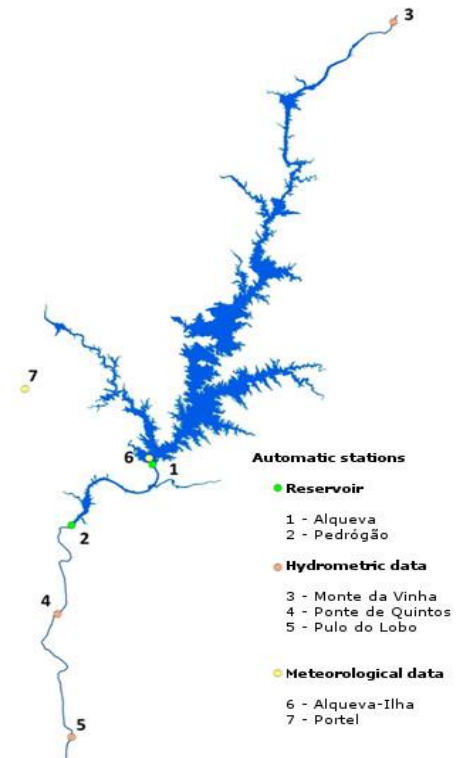 3
7
6
1
2
4
5
Automatic stations
Reservoir
1 - Alqueva
2 - Pedrógão
Hydrometric data
3 - Monte da Vinha
4 - Ponte de Quintos
5 - Pulo do Lobo
Meteorological data
6 - Alqueva-Ilha
7 - Portel